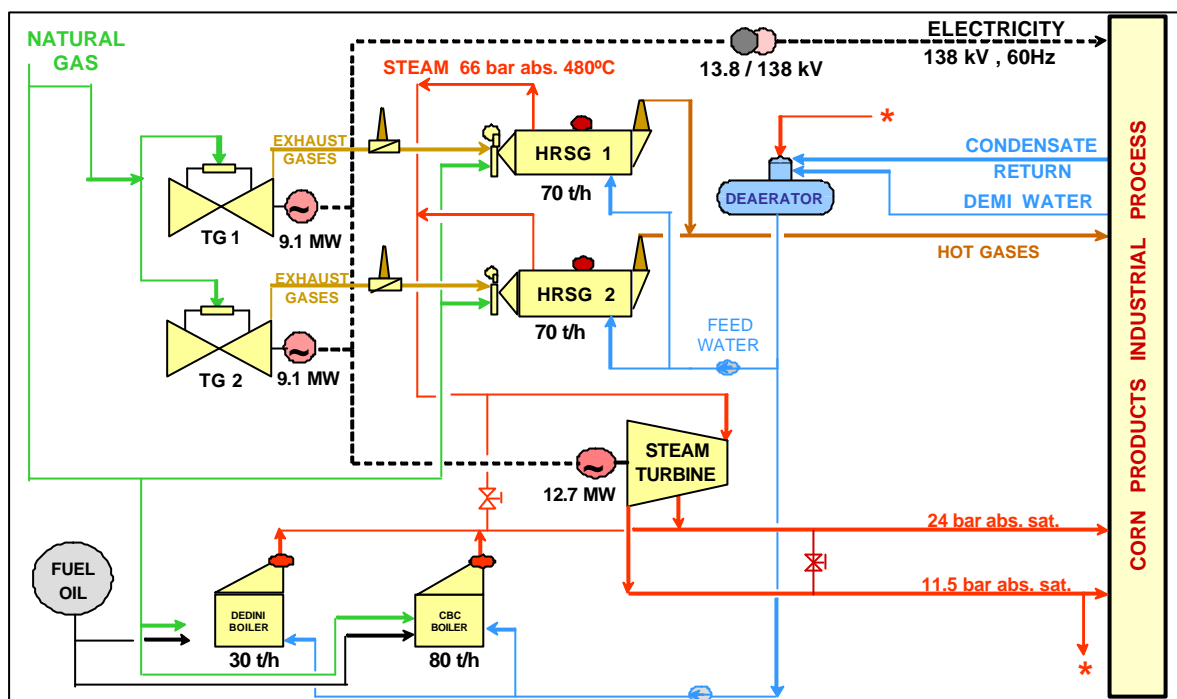 NATURAL
GAS
ELECTRICITY
138 kV , 60Hz
13.8 / 138 kV
STEAM 66 bar abs. 480ºC
*
EXHAUST
GASES
HRSG 1
70 t/h
CONDENSATE
RETURN
DEMI WATER
DEAERATOR
TG 1
~
9.1 MW
HOT GASES
EXHAUST
GASES
HRSG 2
70 t/h
FEED
WATER
TG 2
~
9.1 MW
STEAM
TURBINE
~
12.7 MW
24 bar abs. sat.
11.5 bar abs. sat.
*
FUEL
OIL
DEDINI
BOILER
30 t/h
CBC
BOILER
80 t/h
CORN PRODUCTS INDUSTRIAL PROCESS